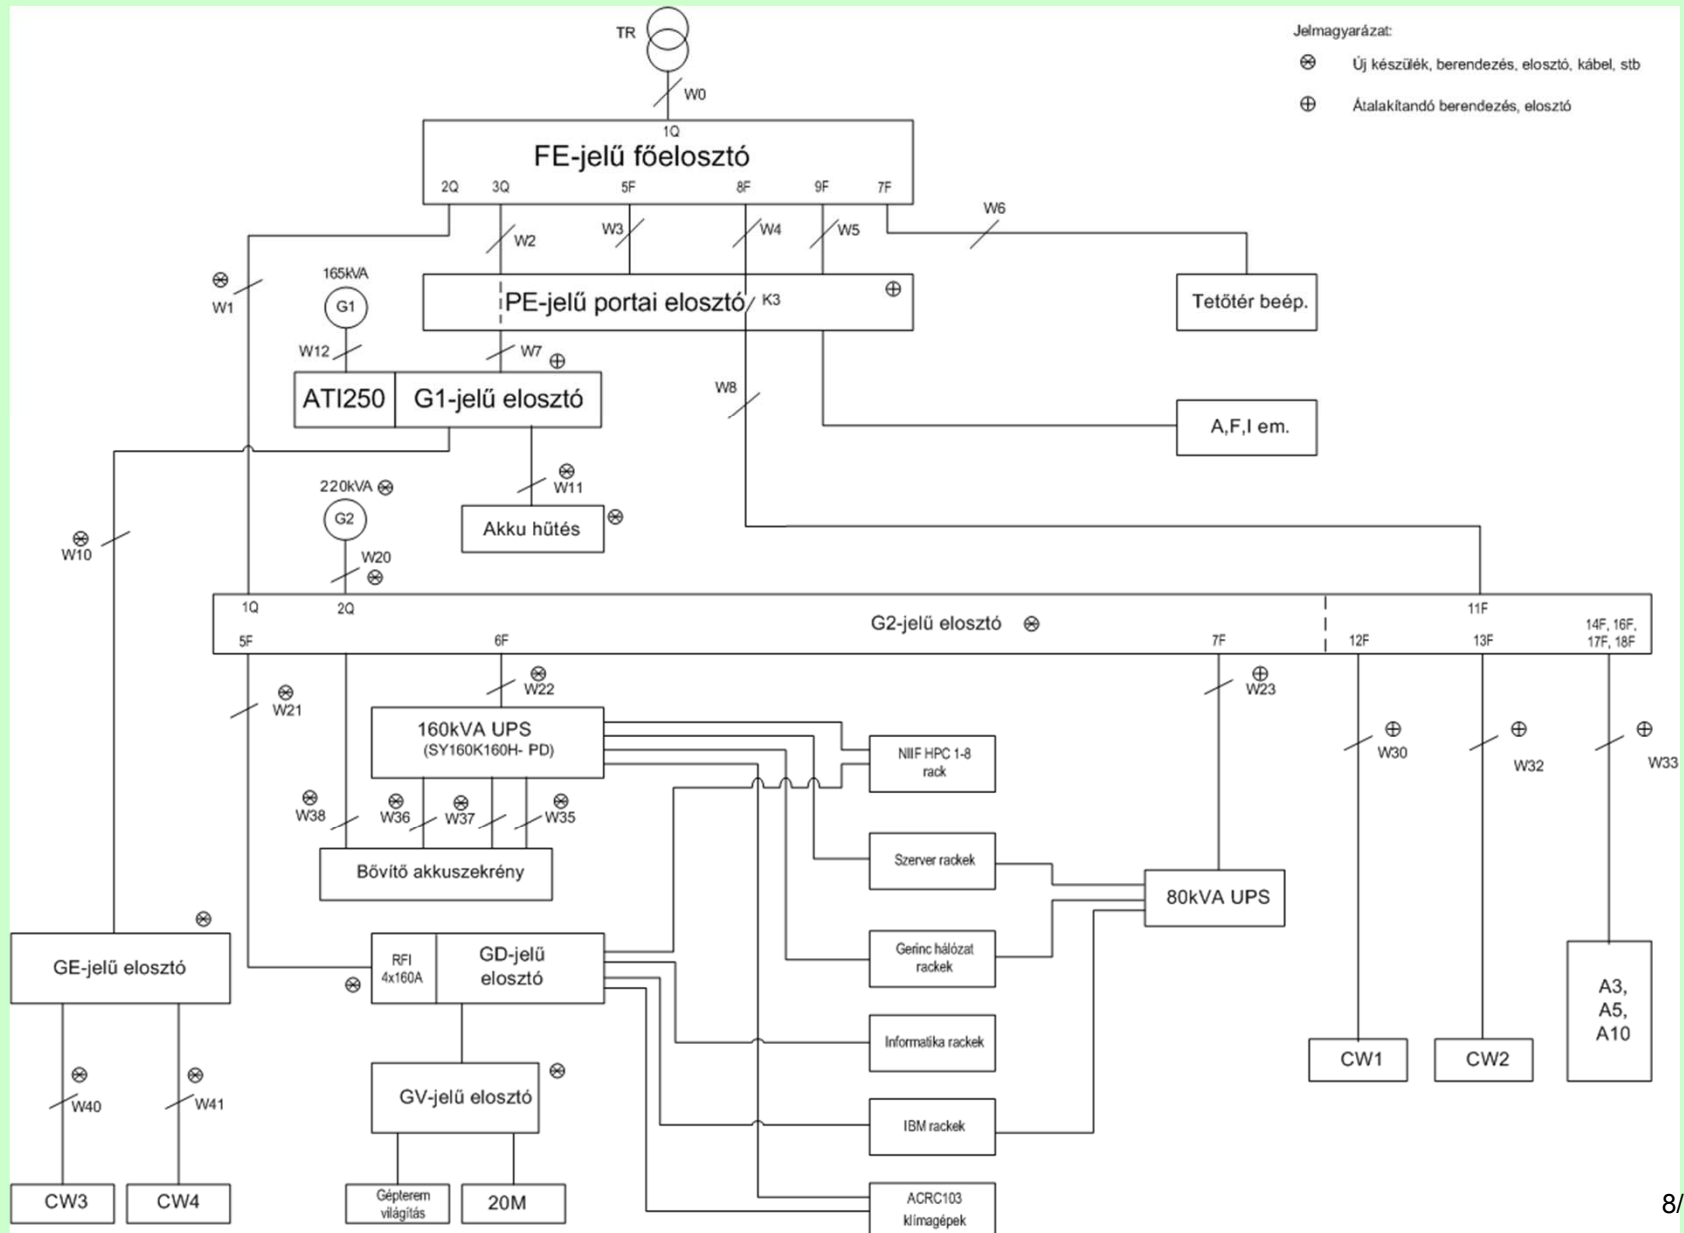 TR
Jelmagyarázat:
Új készülék, berendezés, elosztó, kábel, stb
Átalakítandó berendezés, elosztó
W0
1Q
FE-jelű főelosztó
2Q 3Q 5F 8F 9F 7F
W1
W2
W3
W4
W5
W6
165kVA
G1
PE-jelű portai elosztó
K3
Tetőtér beép.
W12
W7
ATI250
G1-jelű elosztó
W8
A,F,I em.
W11
Akku hűtés
220kVA
G2
W20
W10
1Q 2Q 11F
G2-jelű elosztó
5F 6F 7F 12F 13F
14F, 16F,
17F, 18F
W21
W22
W23
W30
W32
W33
160kVA UPS
(SY160K160H- PD)
NIIF HPC 1-8
rack
W38
W36
W37
W35
Bővítő akkuszekrény
Szerver rackek
80kVA UPS
GE-jelű elosztó
RFI
4x160A
GD-jelű
elosztó
Gerinc hálózat
rackek
A3,
A5,
A10
Informatika rackek
CW1
CW2
GV-jelű elosztó
W40
W41
IBM rackek
CW3
CW4
Gépterem
világítás
20M
ACRC103
klímagépek
8/